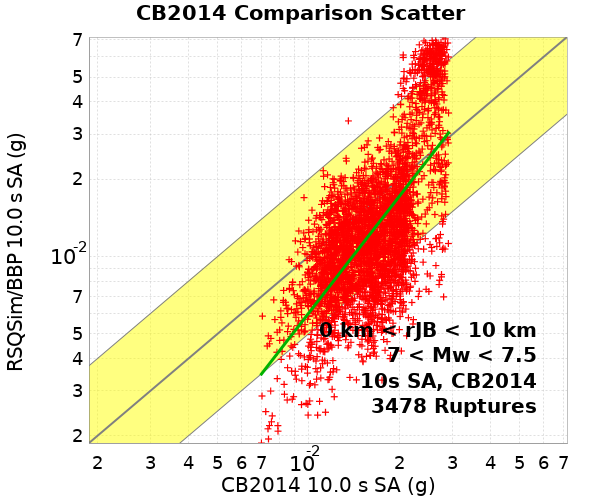 CB2014 Comparison Scatter
RSQSim/BBP 10.0 s SA (g)
7
5
4
3
2
10-2
7
5
4
3
2
0 km < rJB < 10 km
7 < Mw < 7.5
10s SA, CB2014
3478 Ruptures
2 3 4 5 6 7 10-2 2 3 4 5 6 7
CB2014 10.0 s SA (g)